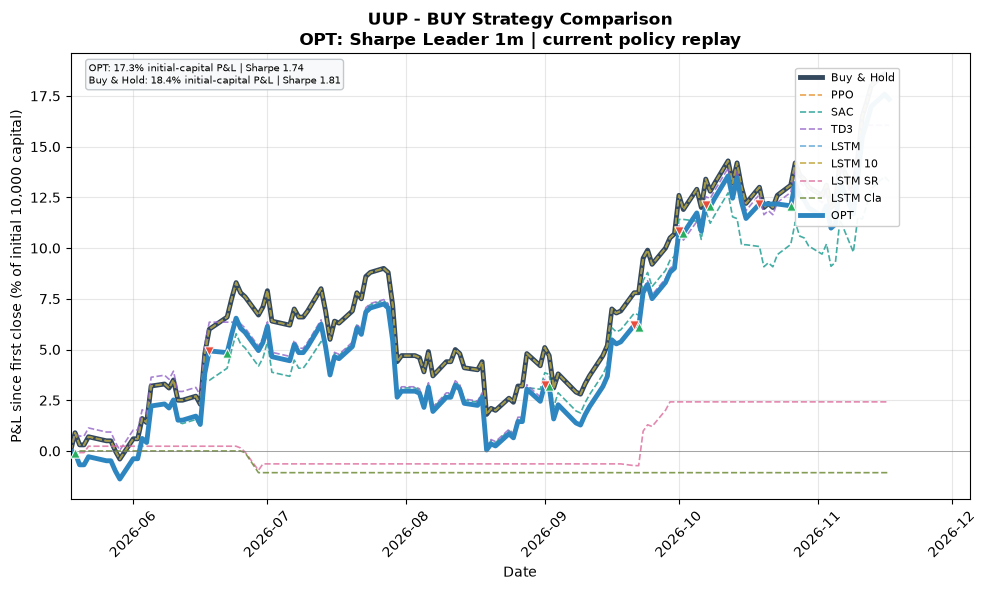 UUP - BUY Strategy Comparison
OPT: Sharpe Leader 1m | current policy replay
OPT: 17.3% initial-capital P&L | Sharpe 1.74
Buy & Hold: 18.4% initial-capital P&L | Sharpe 1.81
Buy & Hold
PPO
SAC
TD3
LSTM
LSTM 10
LSTM SR
LSTM Cla
OPT
P&L since first close (% of initial 10,000 capital)
17.5
15.0
12.5
10.0
7.5
5.0
2.5
0.0
2026-06
2026-07
2026-08
2026-09
2026-10
2026-11
2026-12
Date